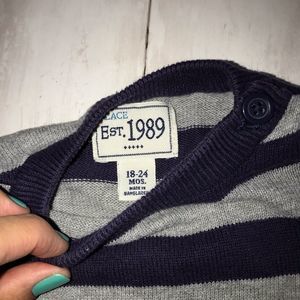 LACE
EST. 1989
18-24
MOS.
MADE IN
BANGLADESH